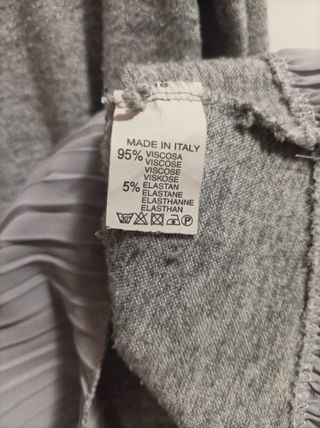 MADE IN ITALY
95% VISCOSA
VISCOSE
VISCOSE
VISKOSE
5% ELASTAN
ELASTANE
ELASTHANNE
ELASTHAN
P